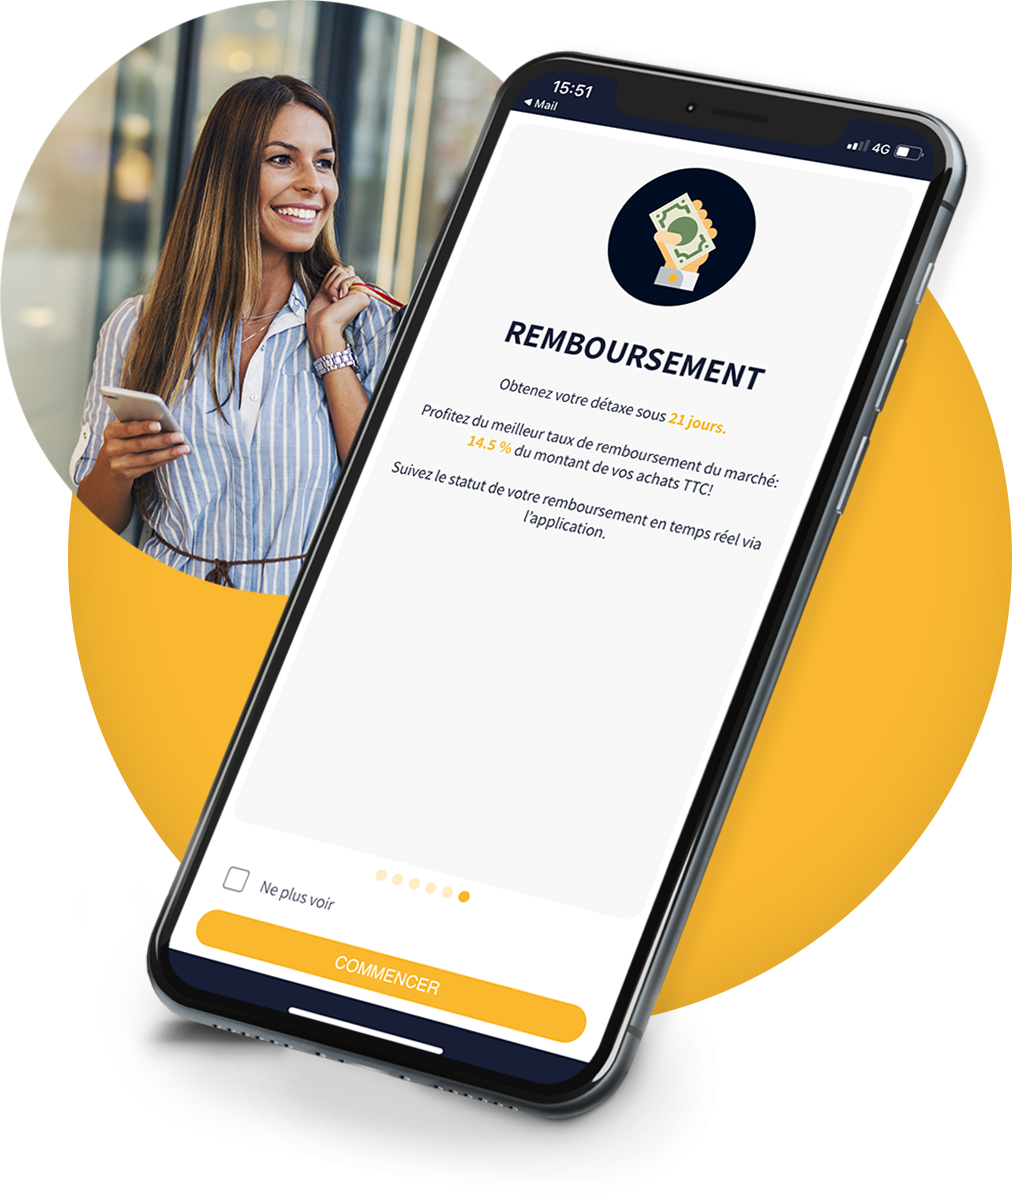 15:51
◀ Mail
4G
REMBOURSEMENT
Obtenez votre détaxe sous 21 jours.
Profitez du meilleur taux de remboursement du marché:
14.5 % du montant de vos achats TTC!
Suivez le statut de votre remboursement en temps réel via
l'application.
Ne plus voir
COMMENCER